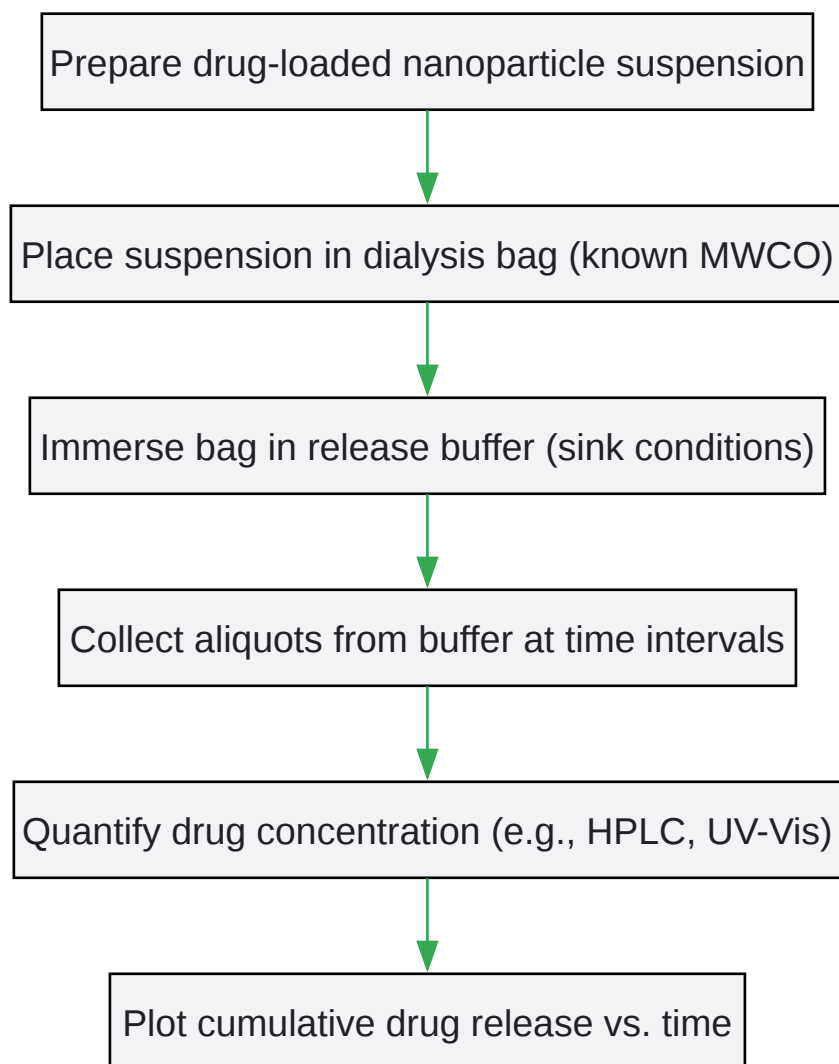 Prepare drug-loaded nanoparticle suspension
Place suspension in dialysis bag (known MWCO)
Immerse bag in release buffer (sink conditions)
Collect aliquots from buffer at time intervals
Quantify drug concentration (e.g., HPLC, UV-Vis)
Plot cumulative drug release vs. time